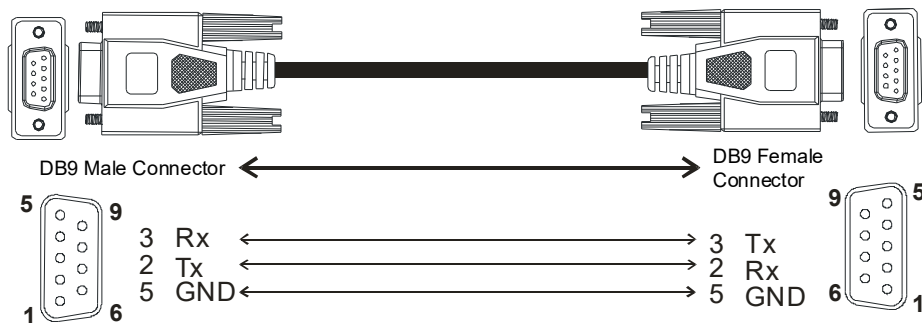 DB9 Male Connector
DB9 Female
Connector
5
9
1
6
3 Rx
2 Tx
5 GND
3 Tx
2 Rx
5 GND
9
5
6
1